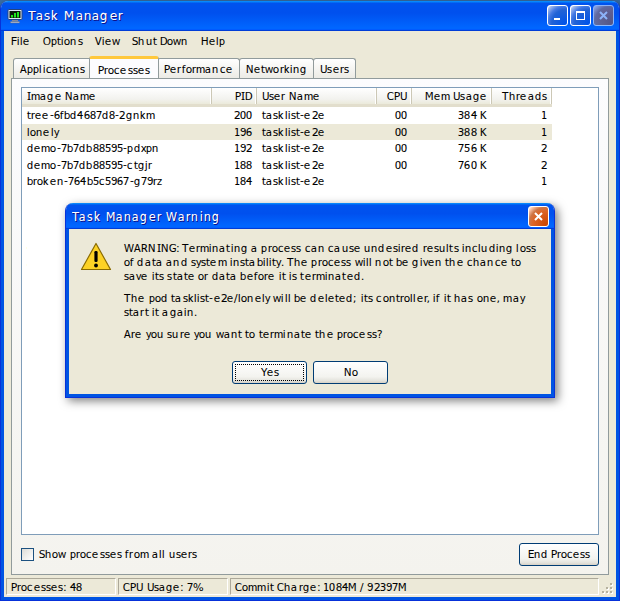 Task Manager
File Options View Shut Down Help
Applications Processes Performance Networking Users
Image Name PID User Name CPU Mem Usage Threads
tree-6fbd4687d8-2gnkm 200 tasklist-e2e 00 384 K 1
lonely 196 tasklist-e2e 00 388 K 1
demo-7b7db88595-pdxpn 192 tasklist-e2e 00 756 K 2
demo-7b7db88595-ctgjr 188 tasklist-e2e 00 760 K 2
broken-764b5c5967-g79rz 184 tasklist-e2e 1
Task Manager Warning
WARNING: Terminating a process can cause undesired results including loss
of data and system instability. The process will not be given the chance to
save its state or data before it is terminated.
The pod tasklist-e2e/lonely will be deleted; its controller, if it has one, may
start it again.
Are you sure you want to terminate the process?
Yes No
Show processes from all users End Process
Processes: 48 CPU Usage: 7% Commit Charge: 1084M / 92397M